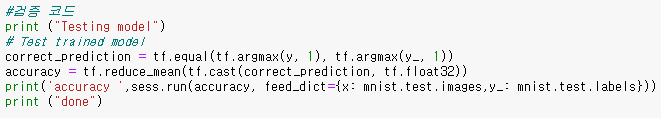 #검증 코드
print ("Testing model")
# Test trained model
correct_prediction = tf.equal(tf.argmax(y, 1), tf.argmax(y_, 1))
accuracy = tf.reduce_mean(tf.cast(correct_prediction, tf.float32))
print('accuracy ',sess.run(accuracy, feed_dict={x: mnist.test.images,y_: mnist.test.labels}))
print ("done")